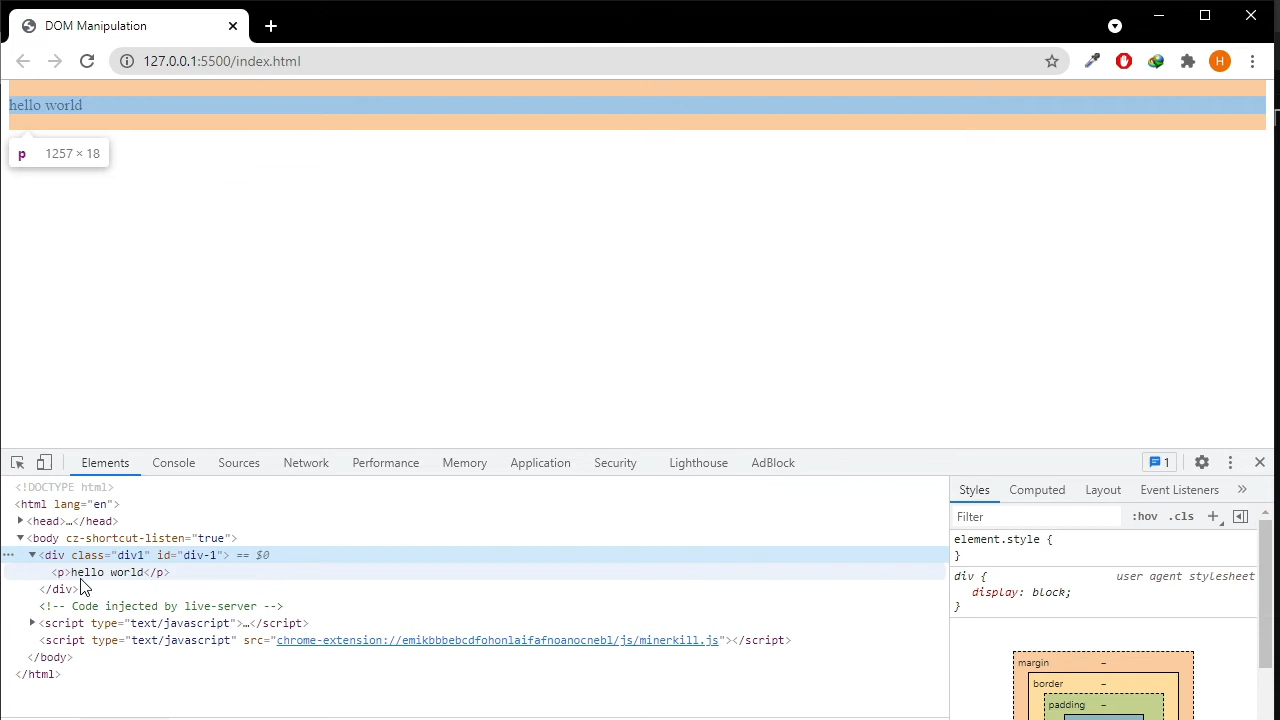 DOM Manipulation
127.0.0.1:5500/index.html
H
hello world
p 1257 × 18
Elements Console Sources Network Performance Memory Application Security Lighthouse AdBlock 1
<!DOCTYPE html>
<html lang="en">
<head>…</head>
<body cz-shortcut-listen="true">
<div class="div1" id="div-1"> == $0
<p>hello world</p>
</div>
<!-- Code injected by live-server -->
<script type="text/javascript">…</script>
<script type="text/javascript" src="chrome-extension://emikbbbebcdfohonlaifafnoanocnebl/js/minerkill.js"></script>
</body>
</html>
Styles Computed Layout Event Listeners »
Filter :hov .cls +
element.style {
}
div { user agent stylesheet
display: block;
}
margin –
border –
padding –